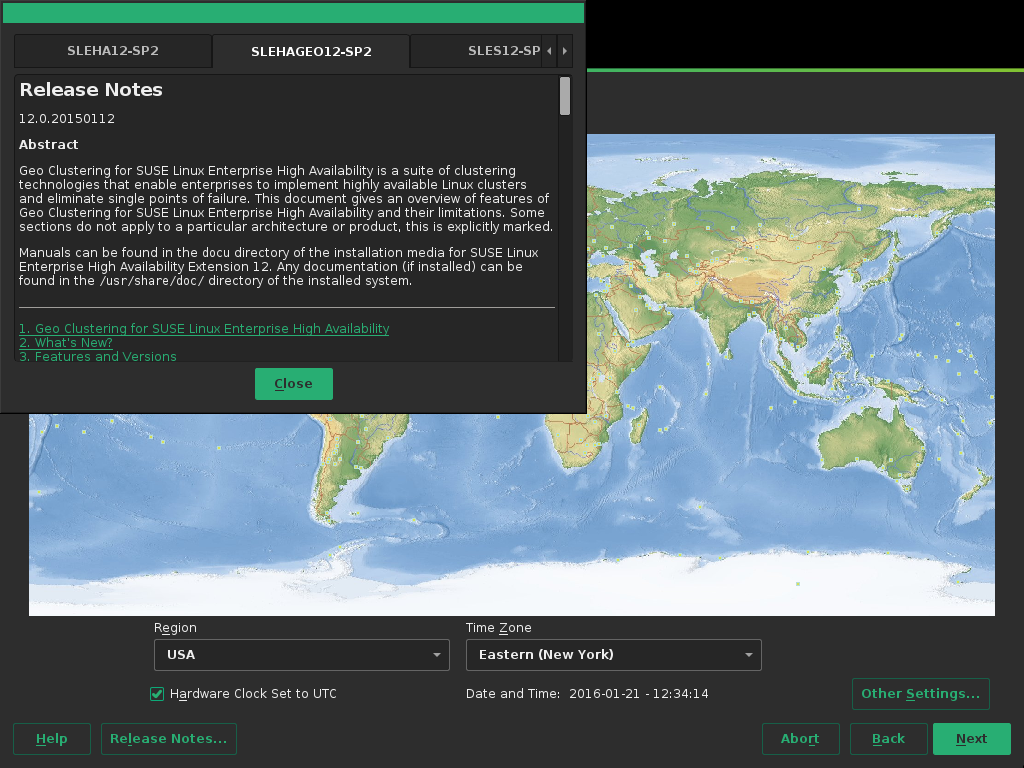 SLEHA12-SP2
SLEHAGEO12-SP2
SLES12-SP
Release Notes
12.0.20150112
Abstract
Geo Clustering for SUSE Linux Enterprise High Availability is a suite of clustering
technologies that enable enterprises to implement highly available Linux clusters
and eliminate single points of failure. This document gives an overview of features of
Geo Clustering for SUSE Linux Enterprise High Availability and their limitations. Some
sections do not apply to a particular architecture or product, this is explicitly marked.
Manuals can be found in the docu directory of the installation media for SUSE Linux
Enterprise High Availability Extension 12. Any documentation (if installed) can be
found in the /usr/share/doc/ directory of the installed system.
1. Geo Clustering for SUSE Linux Enterprise High Availability
2. What's New?
3. Features and Versions
Close
Region
Time Zone
USA
Eastern (New York)
Hardware Clock Set to UTC
Date and Time: 2016-01-21 - 12:34:14
Other Settings...
Help
Release Notes...
Abort
Back
Next